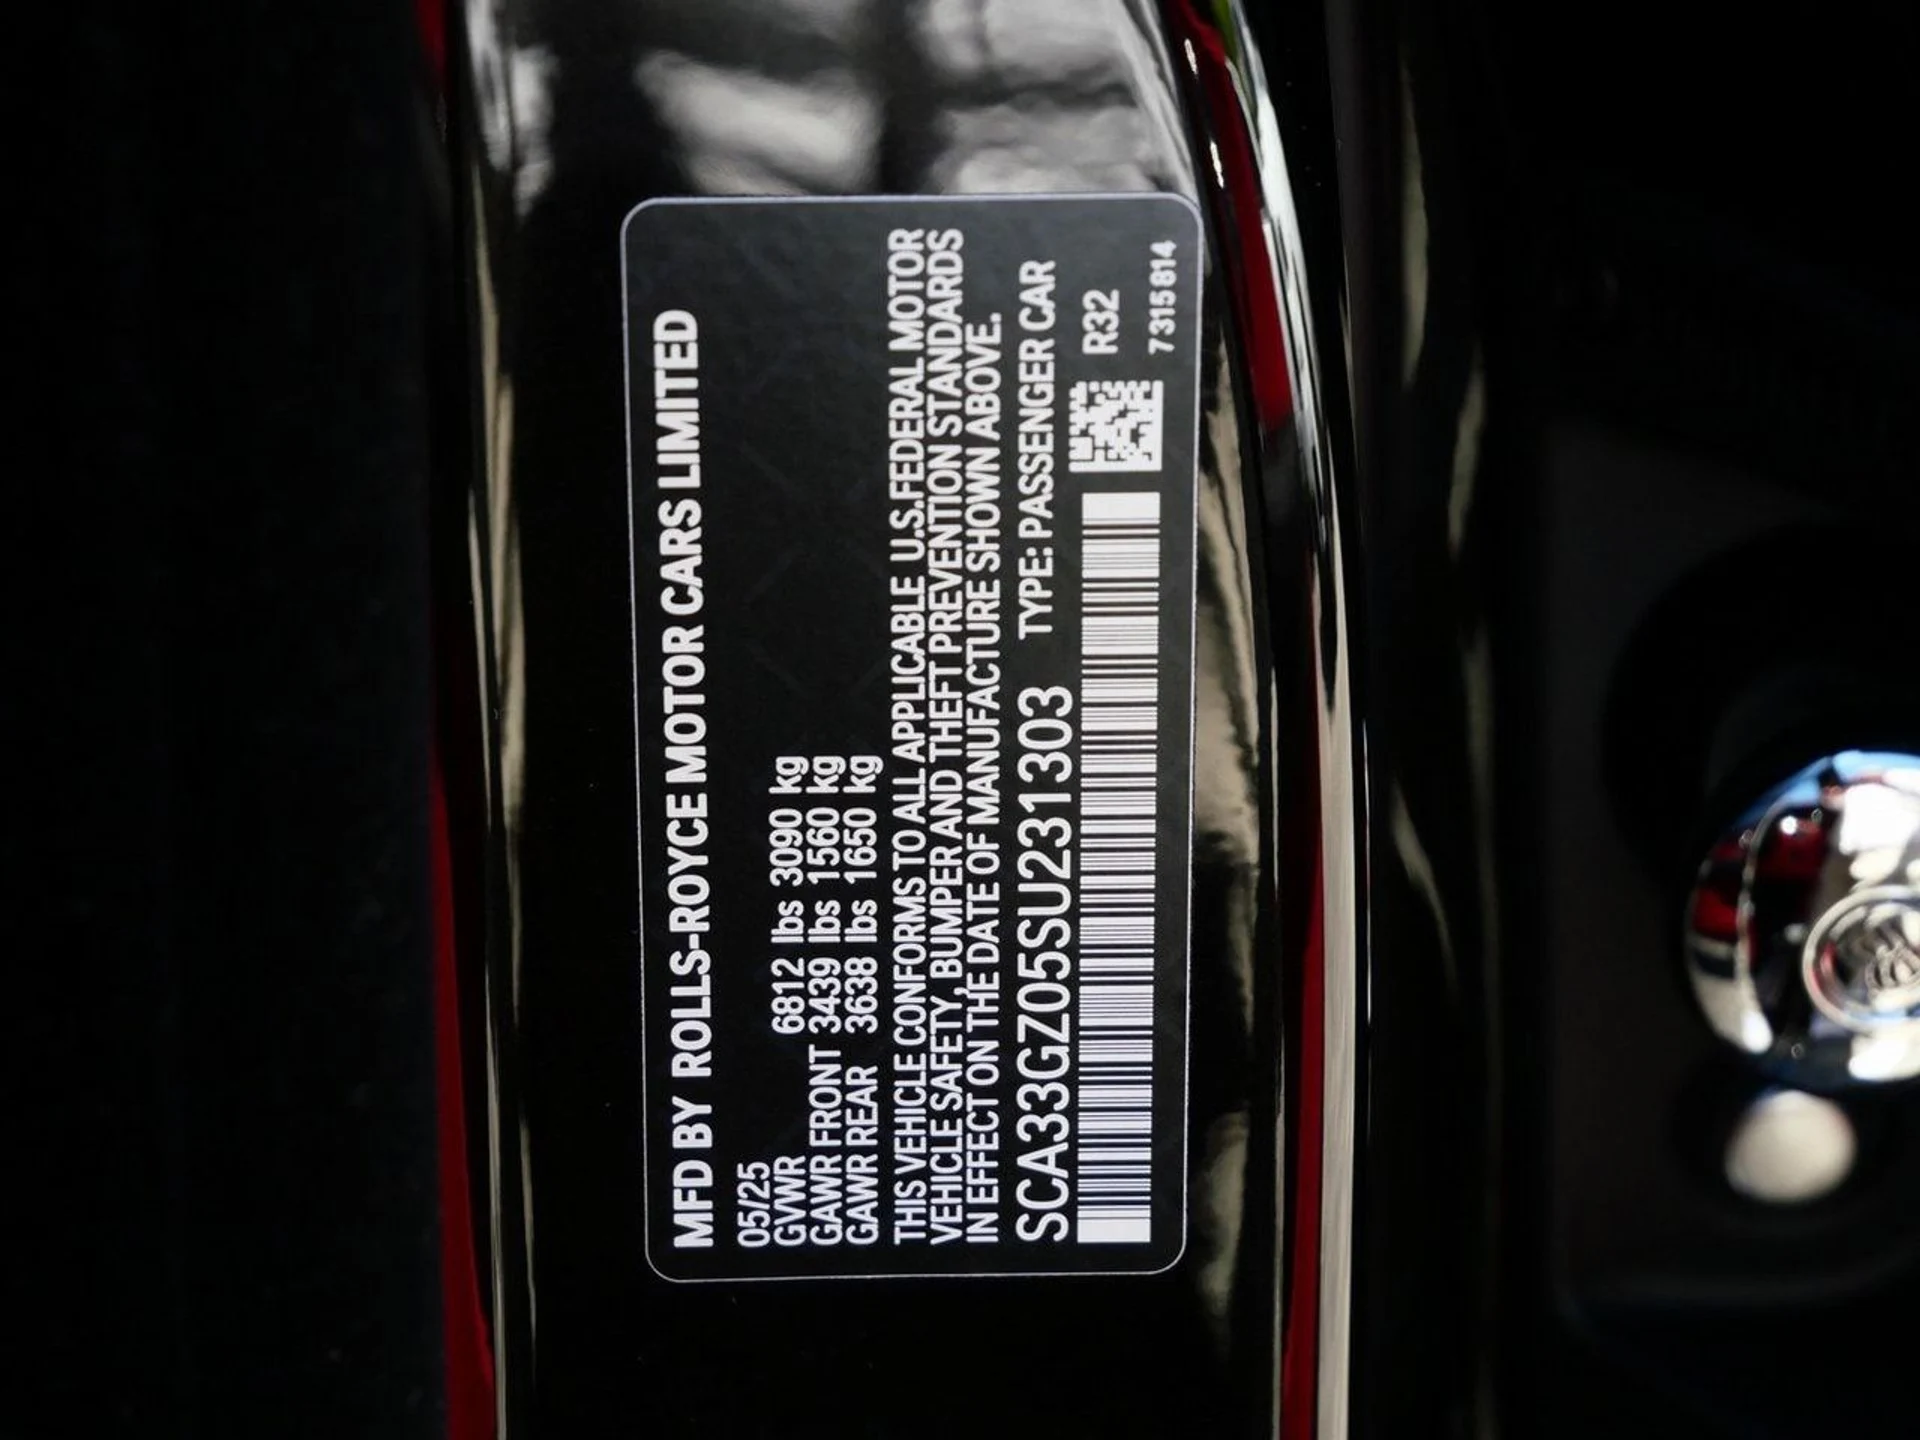 MFD BY ROLLS-ROYCE MOTOR CARS LIMITED
05/25
GVWR 6812 lbs 3090 kg
GAWR FRONT 3439 lbs 1560 kg
GAWR REAR 3638 lbs 1650 kg
THIS VEHICLE CONFORMS TO ALL APPLICABLE U.S.FEDERAL MOTOR
VEHICLE SAFETY, BUMPER AND THEFT PREVENTION STANDARDS
IN EFFECT ON THE DATE OF MANUFACTURE SHOWN ABOVE.
SCA33GZ05SU231303 TYPE: PASSENGER CAR
R32
7315814